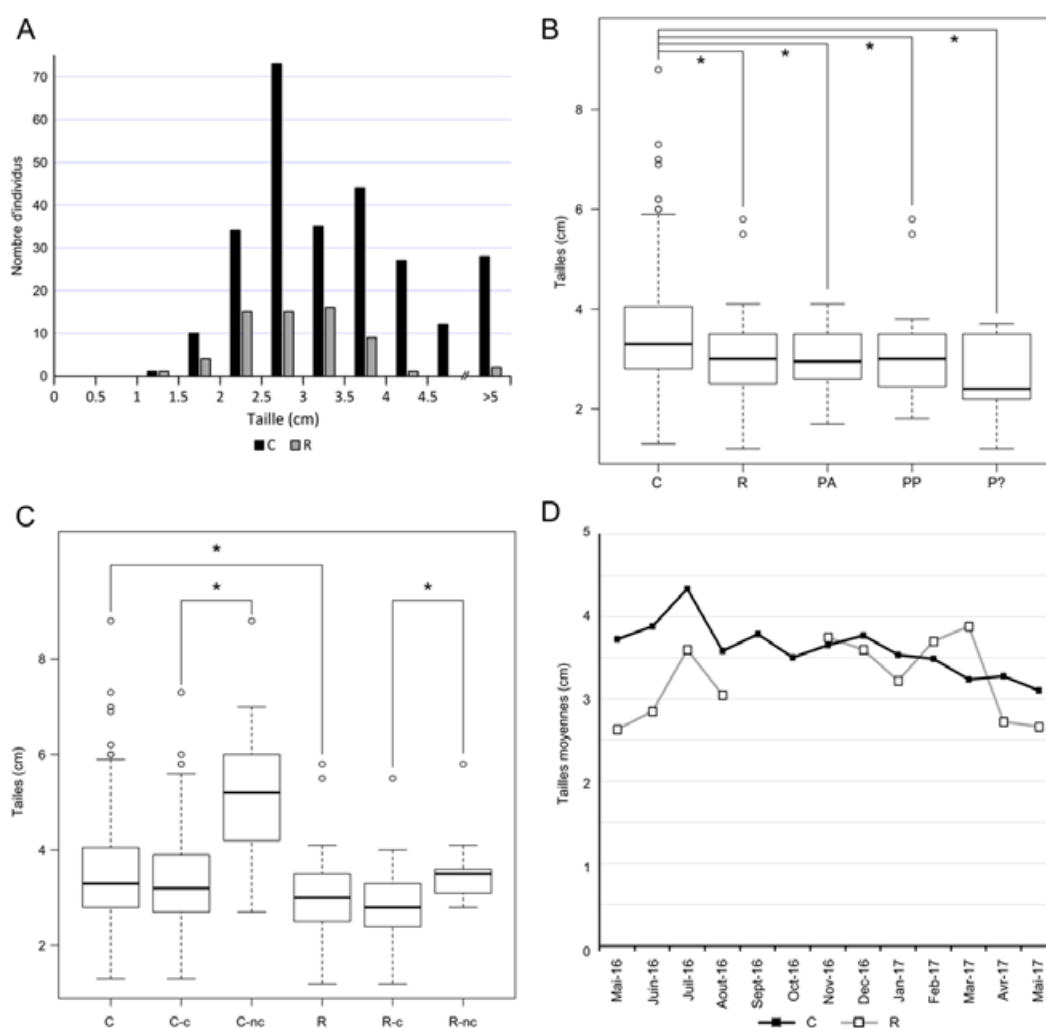 A
Nombre d'individus
70
60
50
40
30
20
10
0
0 0.5 1 1.5 2 2.5 3 3.5 4 4.5 // >5
Taille (cm)
C R
B
Tailles (cm)
8
6
4
2
* * * *
C R PA PP P?
C
Tailes (cm)
8
6
4
2
*
* *
C C-c C-nc R R-c R-nc
D
Tailles moyennes (cm)
5
4
3
2
1
0
Mai-16 Juin-16 Juil-16 Aout-16 Sept-16 Oct-16 Nov-16 Dec-16 Jan-17 Feb-17 Mar-17 Avr-17 Mai-17
C R